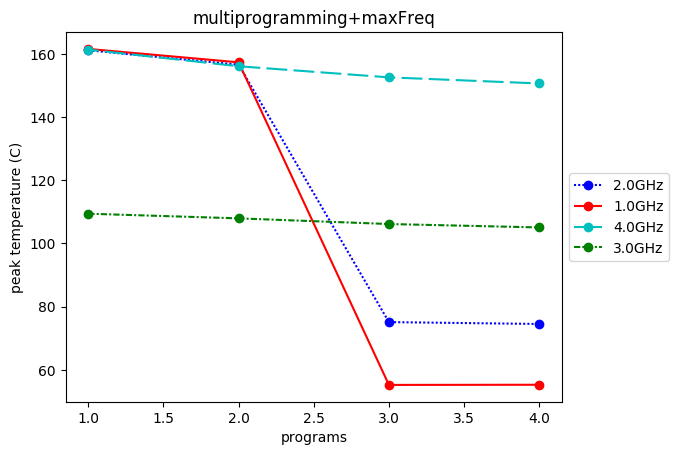 multiprogramming+maxFreq
peak temperature (C)
160
140
120
100
80
60
1.0
1.5
2.0
2.5
3.0
3.5
4.0
programs
2.0GHz
1.0GHz
4.0GHz
3.0GHz